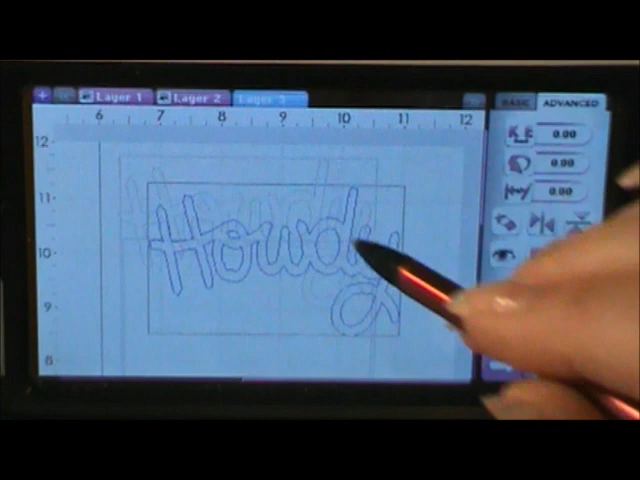 Layer 1 Layer 2 Layer 3
BASIC ADVANCED
6 7 8 9 10 11 12
12
11
10
9
8
0.00
0.00
0.00
Howdy